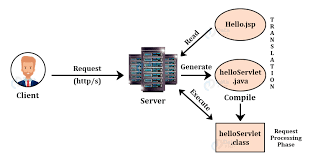 Hello.jsp
Read
TRANSLATION
Request
Generate
helloServlet
.java
(http/s)
Client
Server
Compile
Execute
helloServlet
.class
Request
Processing
Phase